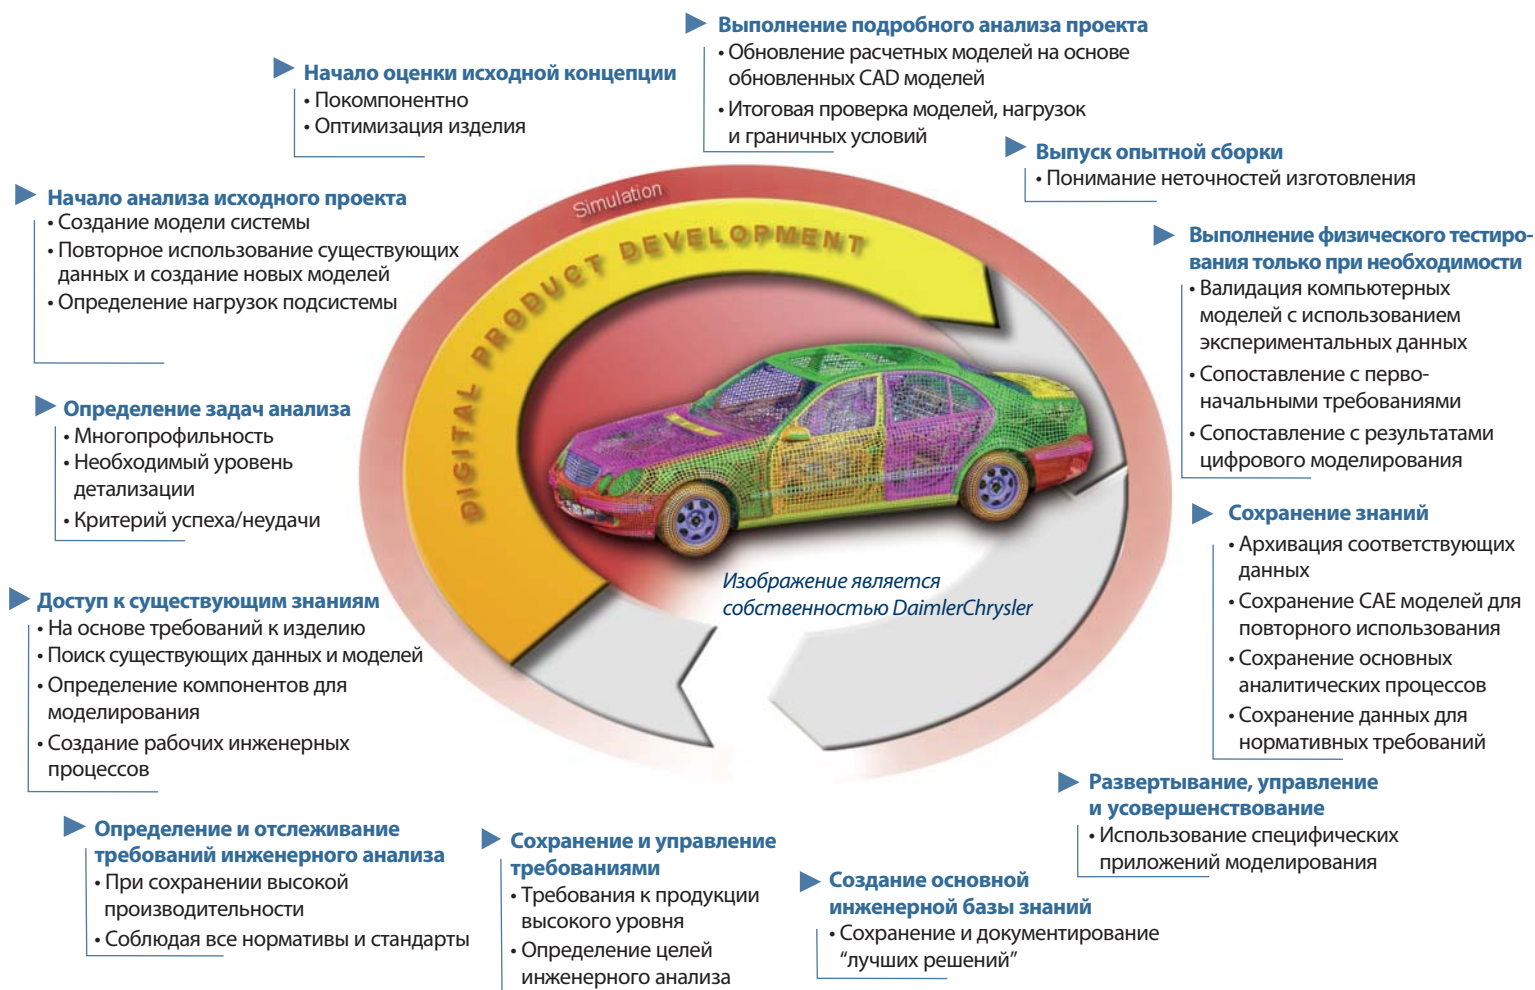 Выполнение подробного анализа проекта
• Обновление расчетных моделей на основе
обновленных CAD моделей
• Итоговая проверка моделей, нагрузок
и граничных условий
Начало оценки исходной концепции
• Покомпонентно
• Оптимизация изделия
Выпуск опытной сборки
• Понимание неточностей изготовления
Начало анализа исходного проекта
• Создание модели системы
• Повторное использование существующих
данных и создание новых моделей
• Определение нагрузок подсистемы
Simulation
DIGITAL PRODUCT DEVELOPMENT
Выполнение физического тестиро-
вания только при необходимости
• Валидация компьютерных
моделей с использованием
экспериментальных данных
• Сопоставление с перво-
начальными требованиями
• Сопоставление с результатами
цифрового моделирования
Определение задач анализа
• Многопрофильность
• Необходимый уровень
детализации
• Критерий успеха/неудачи
Изображение является
собственностью DaimlerChrysler
Сохранение знаний
• Архивация соответствующих
данных
• Сохранение CAE моделей для
повторного использования
• Сохранение основных
аналитических процессов
• Сохранение данных для
нормативных требований
Доступ к существующим знаниям
• На основе требований к изделию
• Поиск существующих данных и моделей
• Определение компонентов для
моделирования
• Создание рабочих инженерных
процессов
Развертывание, управление
и усовершенствование
• Использование специфических
приложений моделирования
Определение и отслеживание
требований инженерного анализа
• При сохранении высокой
производительности
• Соблюдая все нормативы и стандарты
Сохранение и управление
требованиями
• Требования к продукции
высокого уровня
• Определение целей
инженерного анализа
Создание основной
инженерной базы знаний
• Сохранение и документирование
“лучших решений”